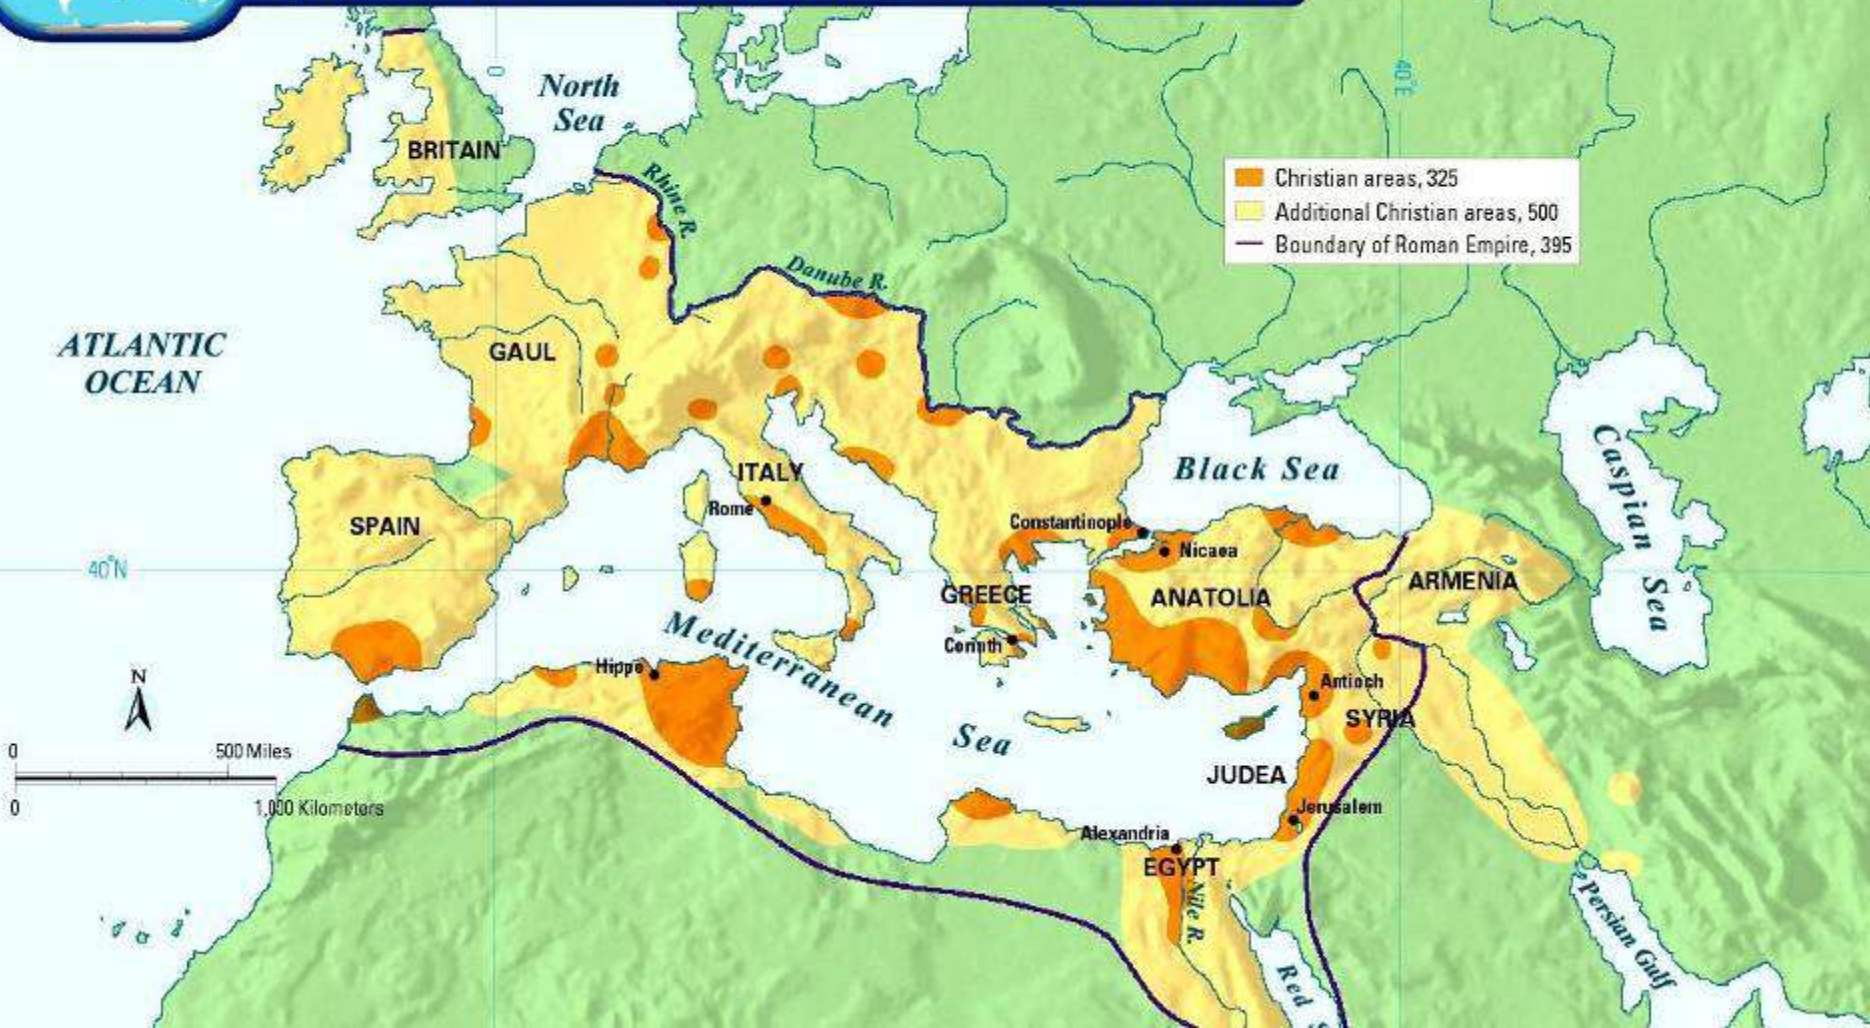 North
Sea
0
40°E
BRITAIN
Rhine R.
Christian areas, 325
Additional Christian areas, 500
Boundary of Roman Empire, 395
Danube R.
ATLANTIC
OCEAN
GAUL
ITALY
Rome
Black Sea
Caspian Sea
SPAIN
Constantinople
Nicaea
40°N
GREECE
ANATOLIA
ARMENIA
Corinth
Mediterranean Sea
Hippo
Antioch
SYRIA
N
0 500 Miles
0 1,000 Kilometers
JUDEA
Jerusalem
Alexandria
EGYPT
Nile R.
Persian Gulf
Red S